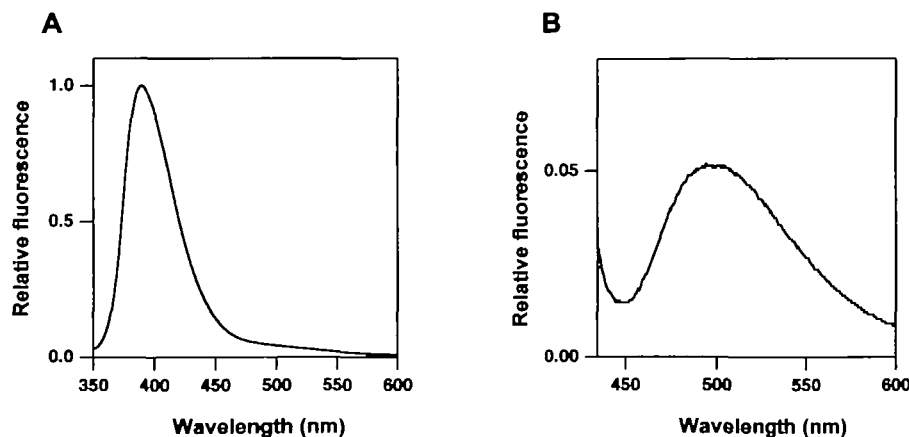 A
Relative fluorescence
1.0
0.5
0.0
350 400 450 500 550 600
Wavelength (nm)
B
Relative fluorescence
0.05
0.00
450 500 550 600
Wavelength (nm)